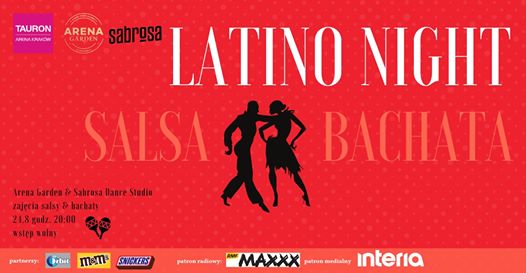 TAURON
ARENA KRAKÓW
ARENA
GARDEN
sabrosa
LATINO NIGHT
SALSA BACHATA
Arena Garden & Sabrosa Dance Studio
zajęcia salsy & bachaty
24.8 godz. 20:00
wstęp wolny
partnerzy: Orbit m&m's SNICKERS patron radiowy: RMF MAXXX patron medialny interia